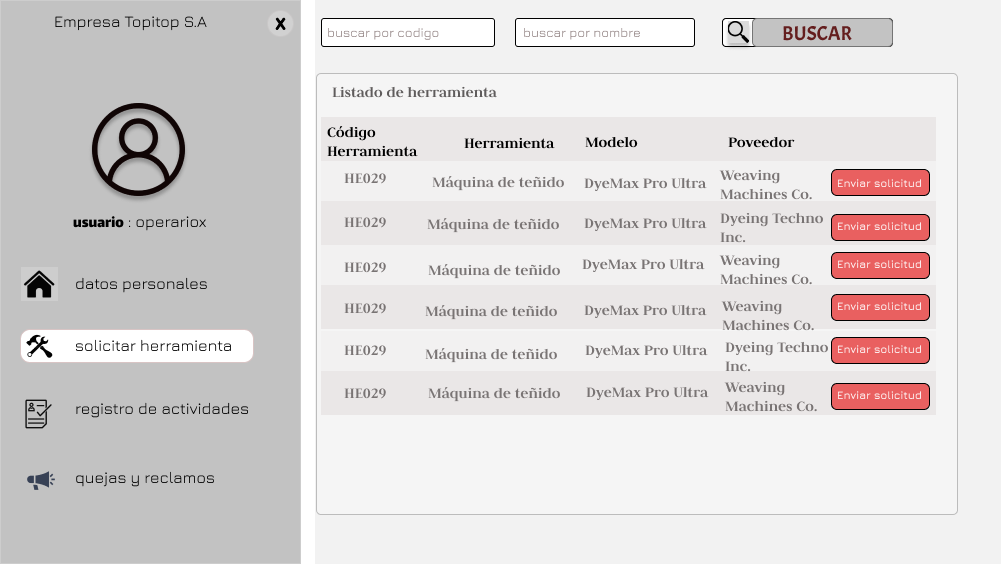 Empresa Topitop S.A
X
usuario : operariox
datos personales
solicitar herramienta
registro de actividades
quejas y reclamos
buscar por codigo
buscar por nombre
BUSCAR
Listado de herramienta
Código
Herramienta
Herramienta
Modelo
Poveedor
HE029
Máquina de teñido
DyeMax Pro Ultra
Weaving
Machines Co.
Enviar solicitud
HE029
Máquina de teñido
DyeMax Pro Ultra
Dyeing Techno
Inc.
Enviar solicitud
HE029
Máquina de teñido
DyeMax Pro Ultra
Weaving
Machines Co.
Enviar solicitud
HE029
Máquina de teñido
DyeMax Pro Ultra
Weaving
Machines Co.
Enviar solicitud
HE029
Máquina de teñido
DyeMax Pro Ultra
Dyeing Techno
Inc.
Enviar solicitud
HE029
Máquina de teñido
DyeMax Pro Ultra
Weaving
Machines Co.
Enviar solicitud